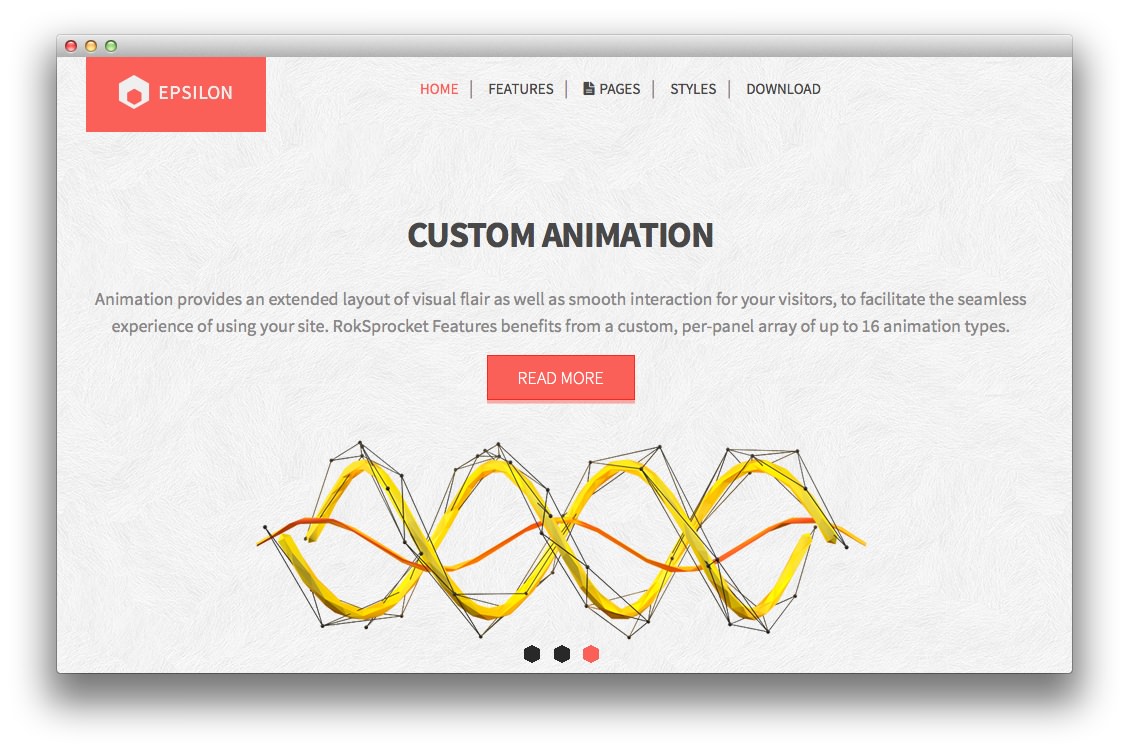 EPSILON
HOME
FEATURES
PAGES
STYLES
DOWNLOAD
CUSTOM ANIMATION
Animation provides an extended layout of visual flair as well as smooth interaction for your visitors, to facilitate the seamless
experience of using your site. RokSprocket Features benefits from a custom, per-panel array of up to 16 animation types.
READ MORE